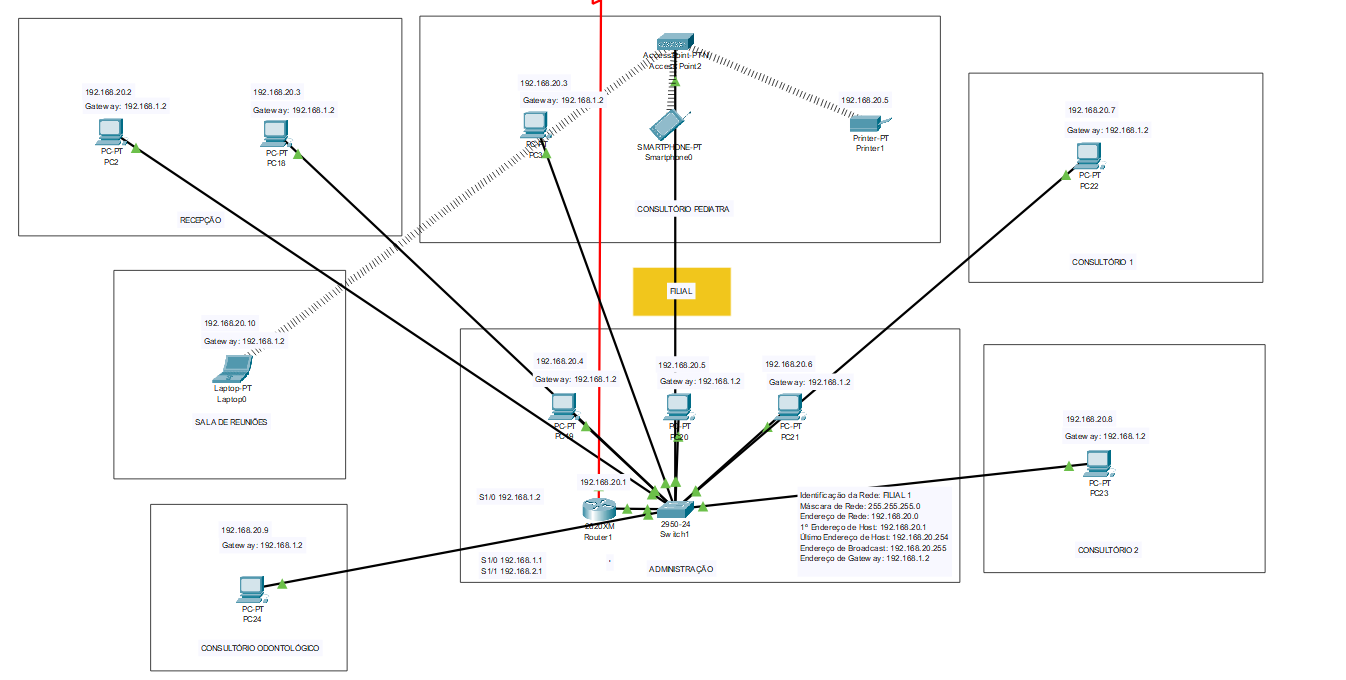 192.168.20.2
Gateway: 192.168.1.2
PC-PT
PC2
192.168.20.3
Gateway: 192.168.1.2
PC-PT
PC18
RECEPÇÃO
AccessPoint-PT-N
Access Point2
192.168.20.3
Gateway: 192.168.1.2
PC-PT
SMARTPHONE-PT
Smartphone0
192.168.20.5
Printer-PT
Printer1
CONSULTÓRIO PEDIATRA
192.168.20.7
Gateway: 192.168.1.2
PC-PT
PC22
CONSULTÓRIO 1
FILIAL
192.168.20.10
Gateway: 192.168.1.2
Laptop-PT
Laptop0
SALA DE REUNIÕES
192.168.20.4
Gateway: 192.168.1.2
PC-PT
PC19
192.168.20.5
Gateway: 192.168.1.2
PC-PT
PC20
192.168.20.6
Gateway: 192.168.1.2
PC-PT
PC21
192.168.20.1
S1/0 192.168.1.2
2620XM
Router1
2950-24
Switch1
S1/0 192.168.1.1
S1/1 192.168.2.1
ADMINISTRAÇÃO
Identificação da Rede: FILIAL 1
Máscara de Rede: 255.255.255.0
Endereço de Rede: 192.168.20.0
1º Endereço de Host: 192.168.20.1
Último Endereço de Host: 192.168.20.254
Endereço de Broadcast: 192.168.20.255
Endereço de Gateway: 192.168.1.2
192.168.20.8
Gateway: 192.168.1.2
PC-PT
PC23
CONSULTÓRIO 2
192.168.20.9
Gateway: 192.168.1.2
PC-PT
PC24
CONSULTÓRIO ODONTOLÓGICO